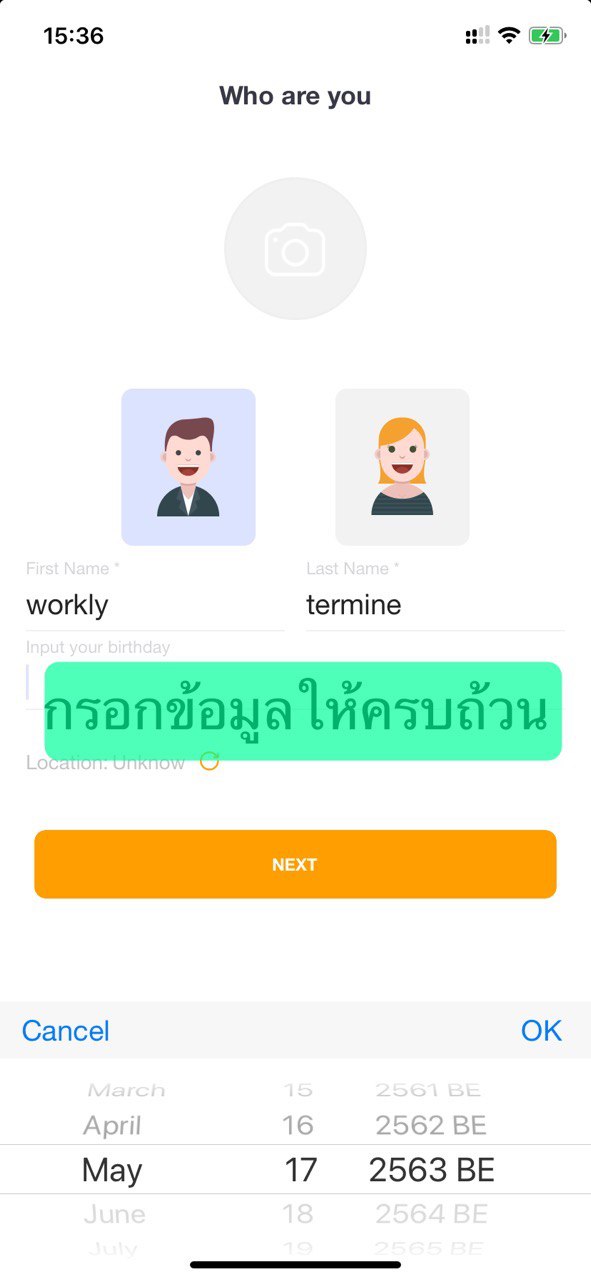 15:36
Who are you
First Name * Last Name *
workly termine
Input your birthday
กรอกข้อมูลให้ครบถ้วน
Location: Unknow
NEXT
Cancel OK
March 15 2561 BE
April 16 2562 BE
May 17 2563 BE
June 18 2564 BE
July 19 2565 BE